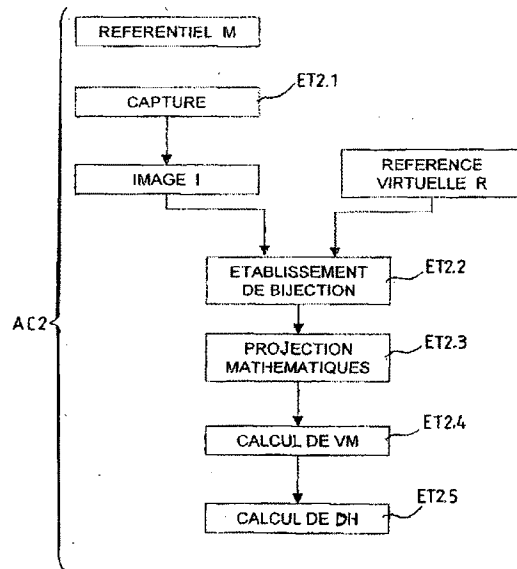 REFERENTIEL M
ET2.1
CAPTURE
IMAGE I
REFERENCE
VIRTUELLE R
ETABLISSEMENT
DE BIJECTION
ET2.2
PROJECTION
MATHEMATIQUES
ET2.3
AC2
CALCUL DE VM
ET2.4
CALCUL DE DH
ET2.5